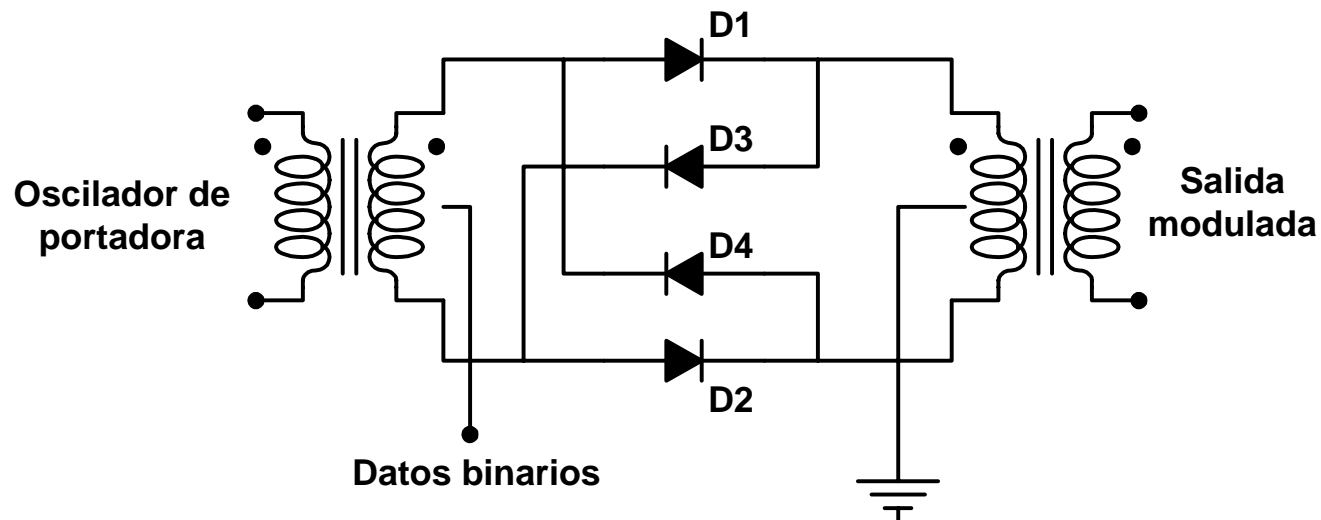 D1
D3
Oscilador de
portadora
Salida
modulada
D4
D2
Datos binarios